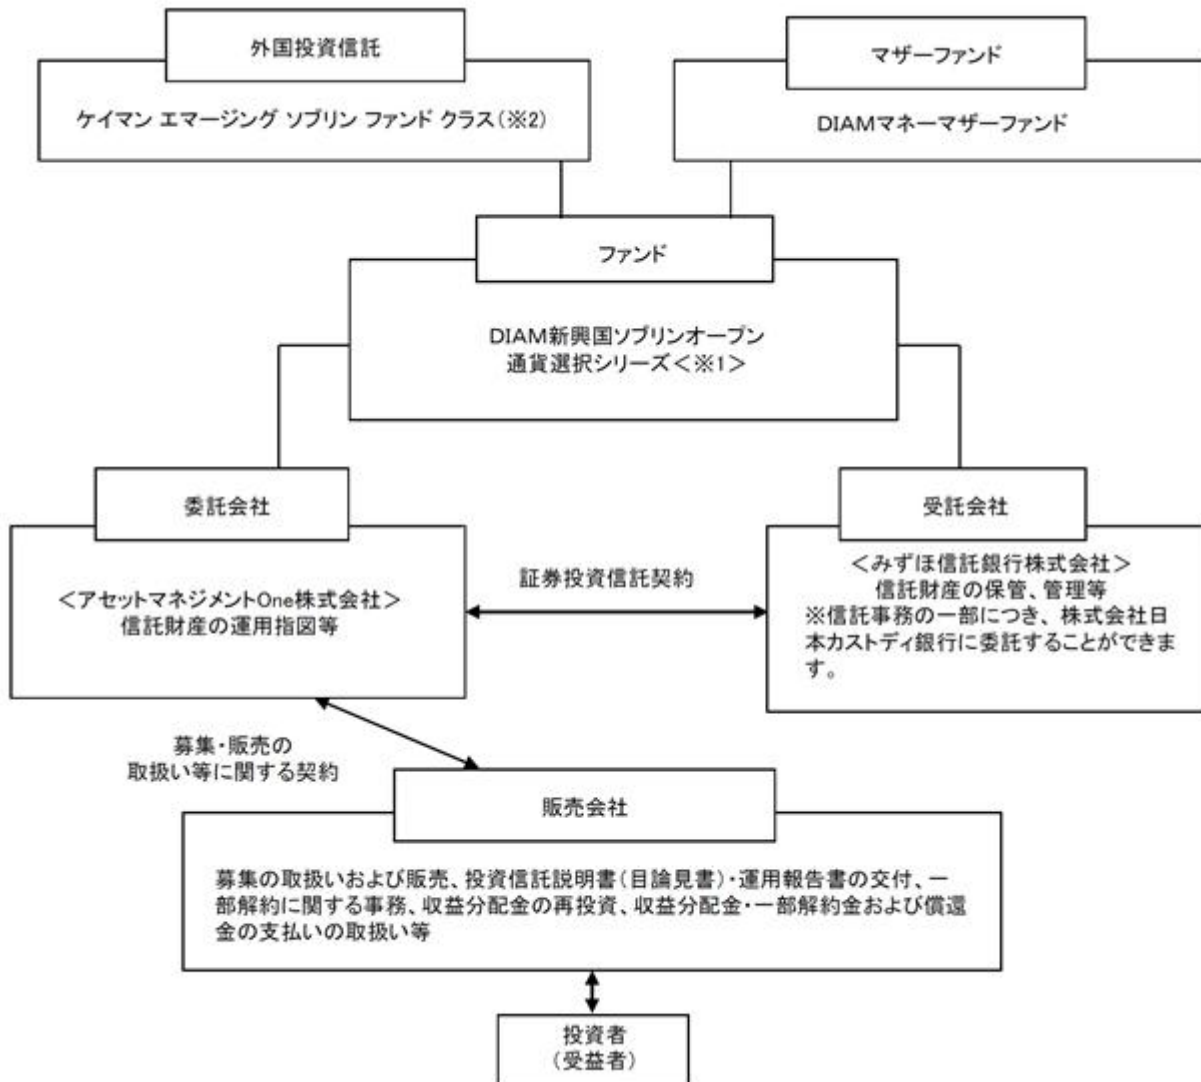 外国投資信託
ケイマン エマージング ソブリン ファンド クラス(※2)
マザーファンド
DIAMマネーマザーファンド
ファンド
DIAM新興国ソブリンオープン
通貨選択シリーズ<※1>
委託会社
<アセットマネジメントOne株式会社>
信託財産の運用指図等
証券投資信託契約
受託会社
<みずほ信託銀行株式会社>
信託財産の保管、管理等
※信託事務の一部につき、株式会社日
本カストディ銀行に委託することができま
す。
募集・販売の
取扱い等に関する契約
販売会社
募集の取扱いおよび販売、投資信託説明書(目論見書)・運用報告書の交付、一
部解約に関する事務、収益分配金の再投資、収益分配金・一部解約金および償還
金の支払いの取扱い等
投資者
(受益者)